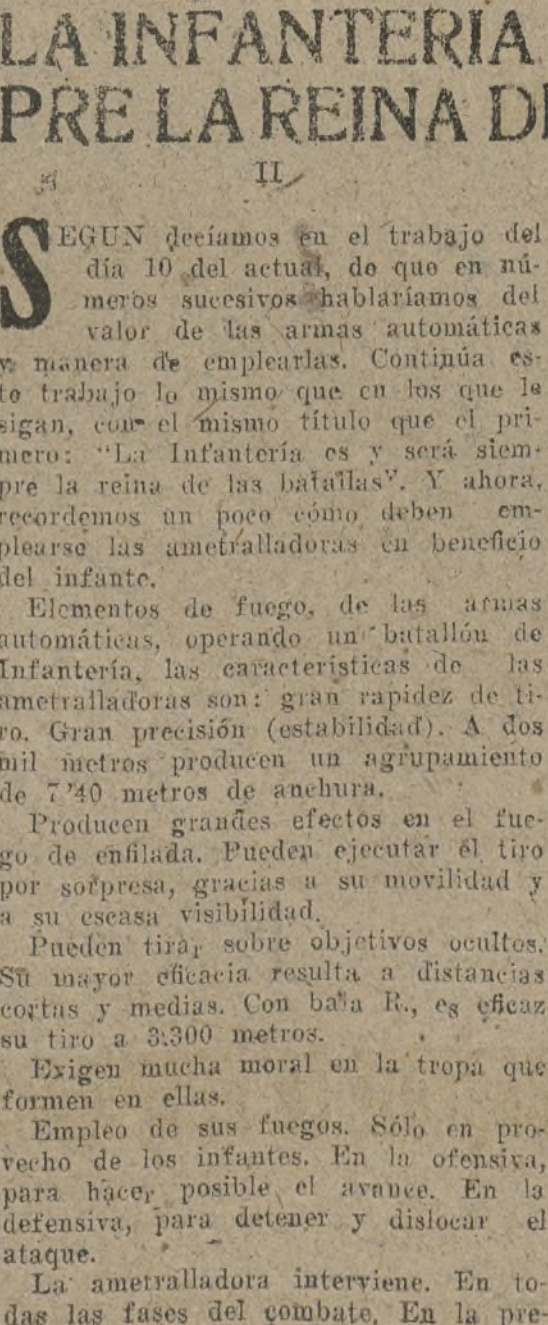 LA INFANTERIA
PRE LA REINA DE
II
SEGUN decíamos en el trabajo del
día 10 del actual, de que en nú-
meros sucesivos hablaríamos del
valor de las armas automáticas
y manera de emplearlas. Continúa es-
te trabajo lo mismo que en los que le
sigan, con el mismo título que el pri-
mero: "La Infantería es y será siem-
pre la reina de las batallas". Y ahora,
recordemos un poco cómo deben em-
plearse las ametralladoras en beneficio
del infante.
Elementos de fuego, de las armas
automáticas, operando un batallón de
Infantería, las características de las
ametralladoras son: gran rapidez de ti-
ro. Gran precisión (estabilidad). A dos
mil metros producen un agrupamiento
de 7'40 metros de anchura.
Producen grandes efectos en el fue-
go de enfilada. Pueden ejecutar el tiro
por sorpresa, gracias a su movilidad y
a su escasa visibilidad.
Pueden tirar sobre objetivos ocultos.
Su mayor eficacia resulta a distancias
cortas y medias. Con bala R., es eficaz
su tiro a 3.300 metros.
Exigen mucha moral en la tropa que
formen en ellas.
Empleo de sus fuegos. Sólo en pro-
vecho de los infantes. En la ofensiva,
para hacer posible el avance. En la
defensiva, para detener y dislocar el
ataque.
La ametralladora interviene. En to-
das las fases del combate. En la pre-